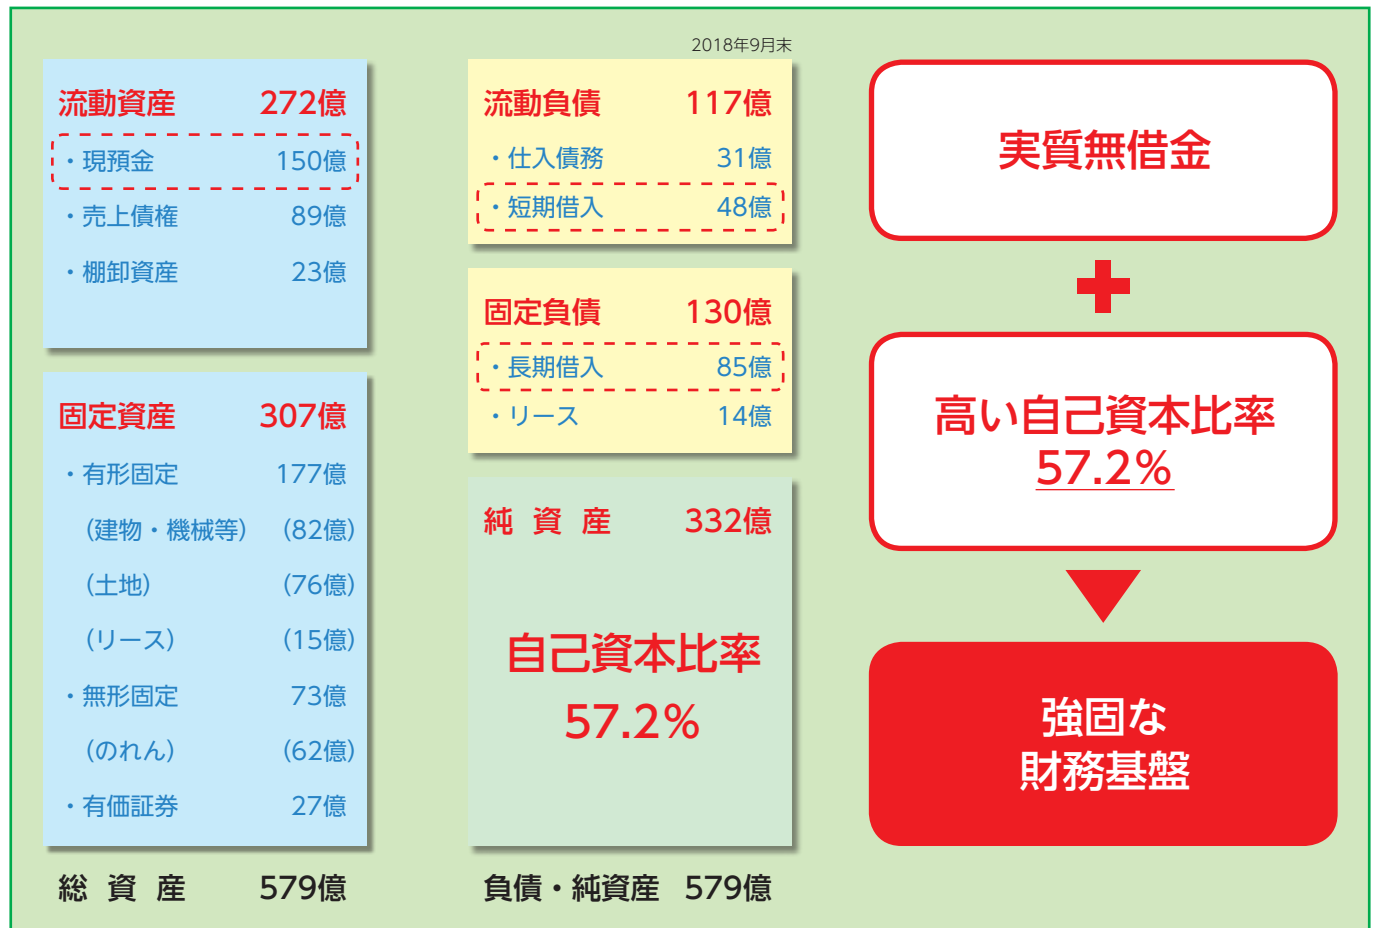 2018年9月末
流動資産 272億
・現預金 150億
・売上債権 89億
・棚卸資産 23億
固定資産 307億
・有形固定 177億
（建物・機械等） （82億）
（土地） （76億）
（リース） （15億）
・無形固定 73億
（のれん） （62億）
・有価証券 27億
総 資 産 579億
流動負債 117億
・仕入債務 31億
・短期借入 48億
固定負債 130億
・長期借入 85億
・リース 14億
純 資 産 332億
自己資本比率
57.2%
負債・純資産 579億
実質無借金
高い自己資本比率
57.2%
強固な
財務基盤